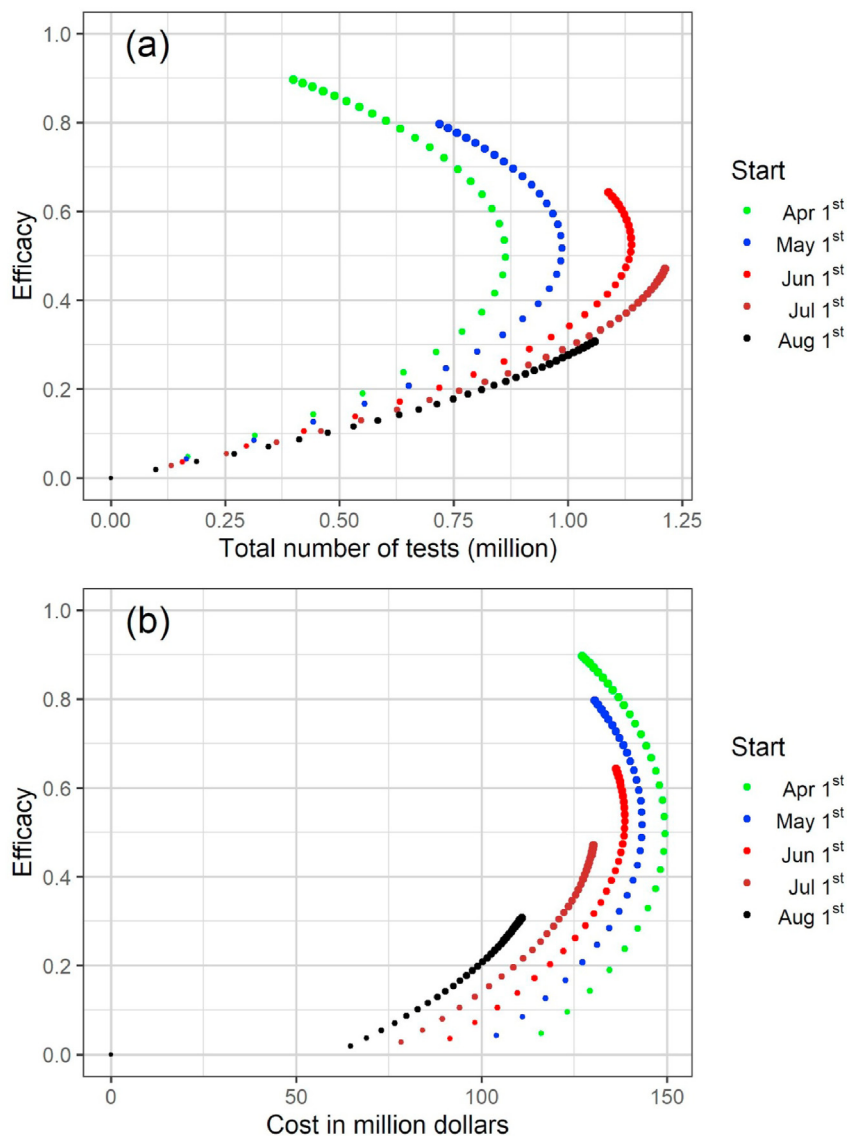 (a)
1.0
0.8
0.6
0.4
0.2
0.0
Efficacy
0.00 0.25 0.50 0.75 1.00 1.25
Total number of tests (million)
Start
Apr 1st
May 1st
Jun 1st
Jul 1st
Aug 1st
(b)
1.0
0.8
0.6
0.4
0.2
0.0
Efficacy
0 50 100 150
Cost in million dollars
Start
Apr 1st
May 1st
Jun 1st
Jul 1st
Aug 1st